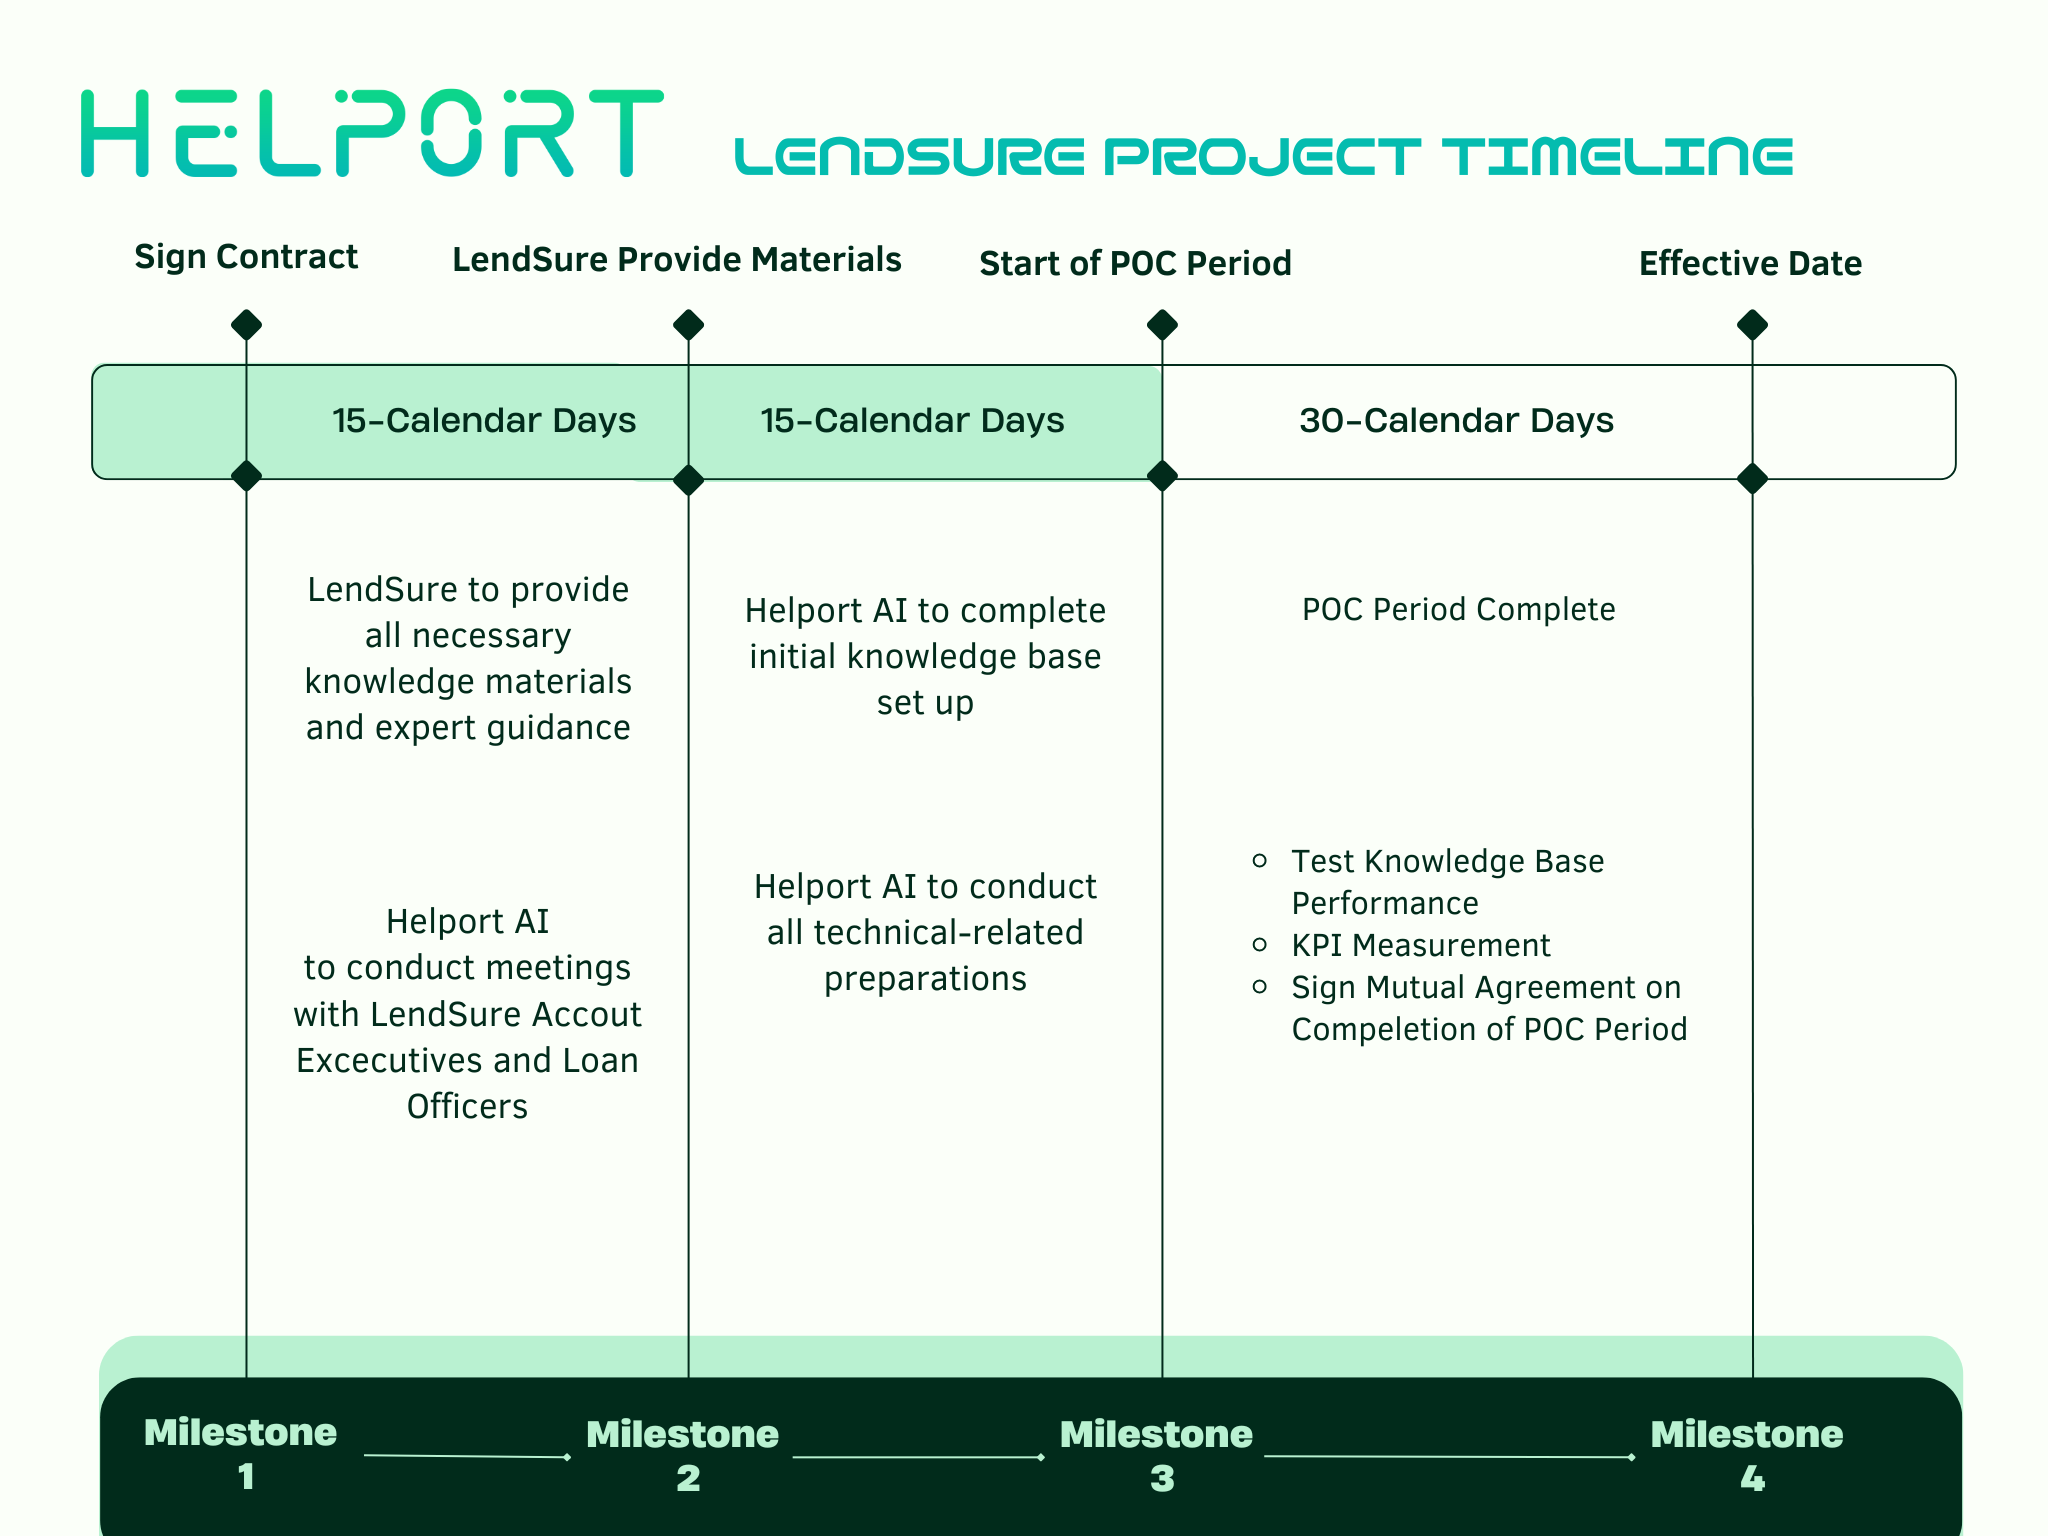 HELPORT LENDSURE PROJECT TIMELINE
Sign Contract
LendSure Provide Materials
Start of POC Period
Effective Date
15-Calendar Days
15-Calendar Days
30-Calendar Days
LendSure to provide
all necessary
knowledge materials
and expert guidance
Helport AI
to conduct meetings
with LendSure Accout
Excecutives and Loan
Officers
Helport AI to complete
initial knowledge base
set up
Helport AI to conduct
all technical-related
preparations
POC Period Complete
Test Knowledge Base
Performance
KPI Measurement
Sign Mutual Agreement on
Compeletion of POC Period
Milestone
1
Milestone
2
Milestone
3
Milestone
4